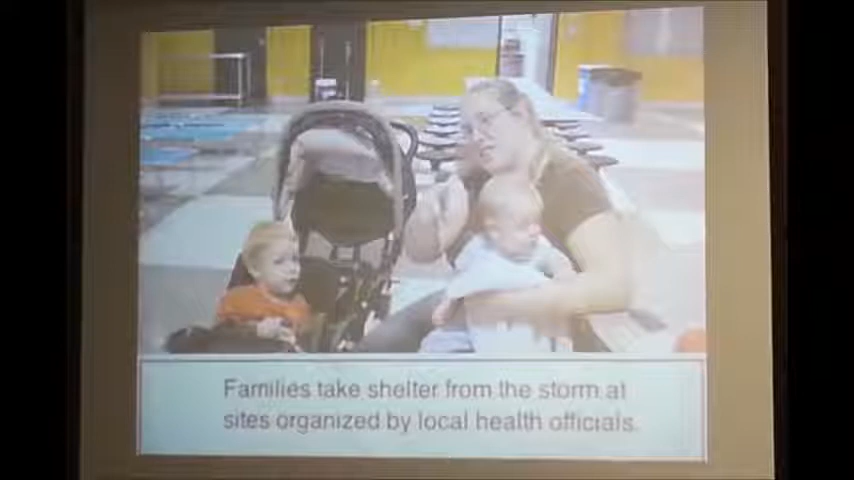 Families take shelter from the storm at
sites organized by local health officials.